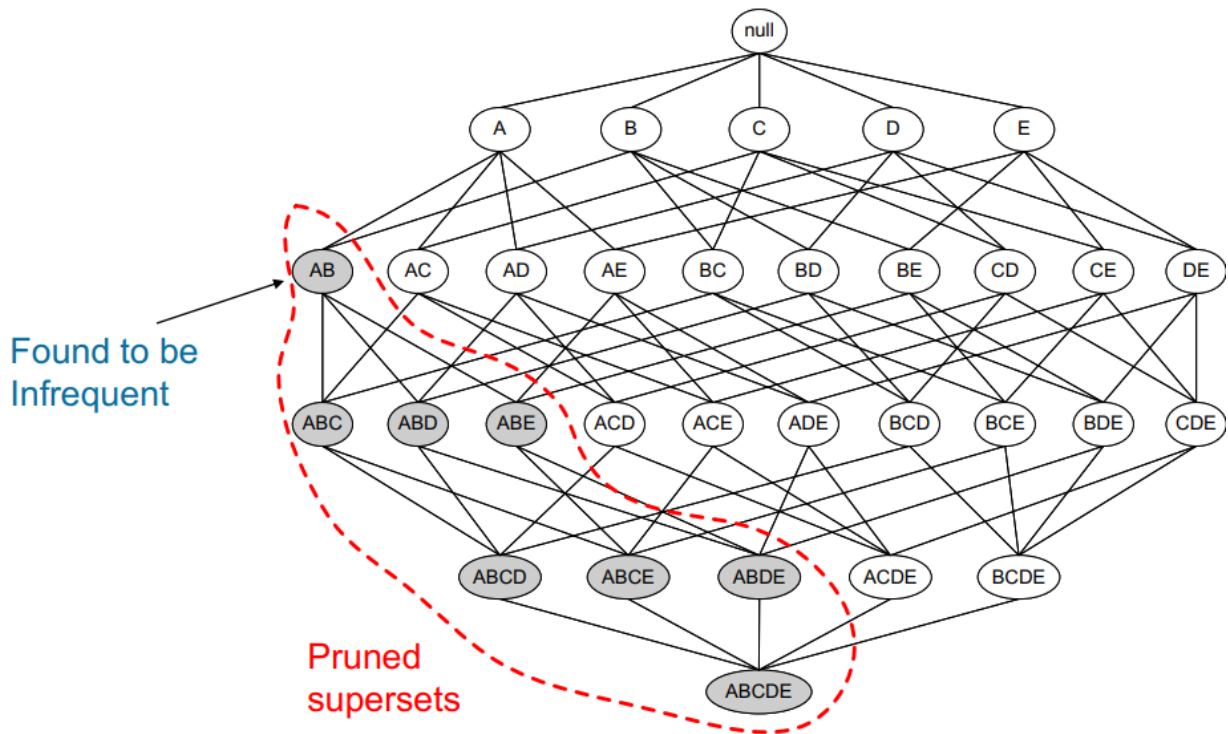 null
A B C D E
AB AC AD AE BC BD BE CD CE DE
Found to be
Infrequent
ABC ABD ABE ACD ACE ADE BCD BCE BDE CDE
ABCD ABCE ABDE ACDE BCDE
Pruned
supersets
ABCDE